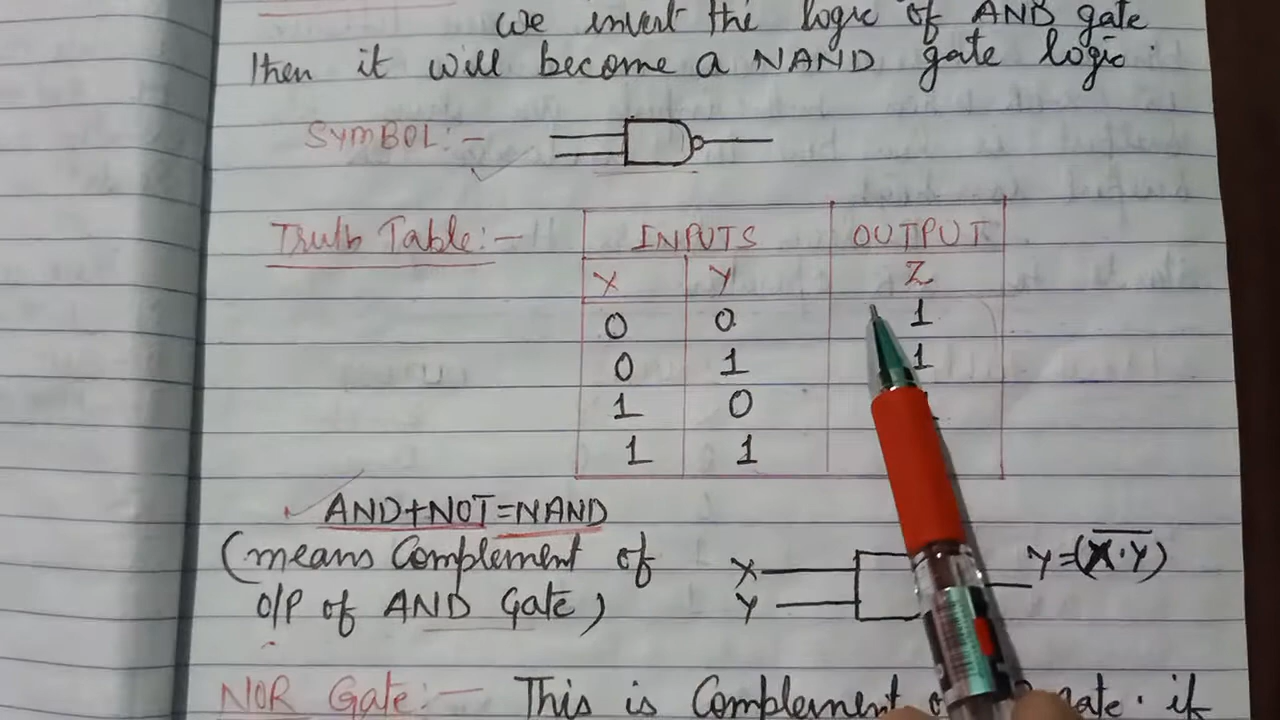 we invert the logic of AND gate
then it will become a NAND gate logic.
SYMBOL:-
Truth Table:-
INPUTS OUTPUT
X Y Z
0 0 1
0 1 1
1 0
1 1
AND+NOT=NAND
(means Complement of
O/P of AND Gate)
X
Y
Y=(X̅·̅Y̅)
NOR Gate:- This is Complement gate. if